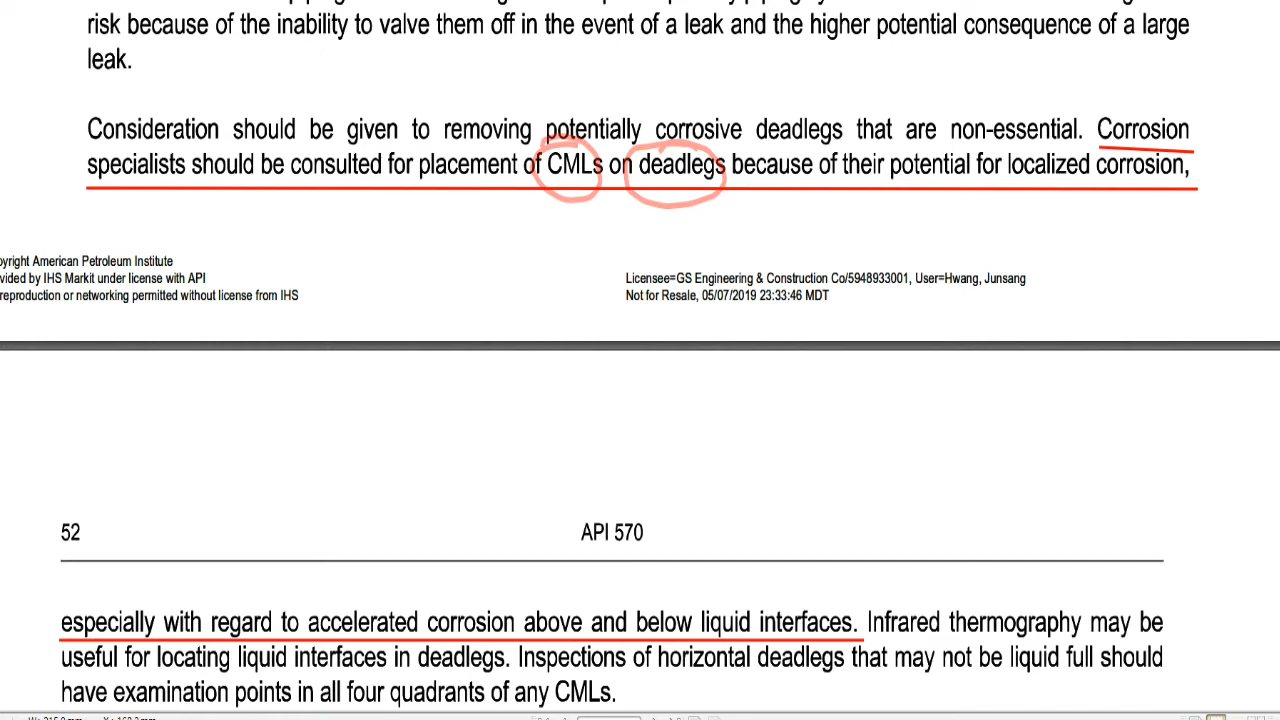 risk because of the inability to valve them off in the event of a leak and the higher potential consequence of a large
leak.
Consideration should be given to removing potentially corrosive deadlegs that are non-essential. Corrosion
specialists should be consulted for placement of CMLs on deadlegs because of their potential for localized corrosion,
yright American Petroleum Institute
vided by IHS Markit under license with API
reproduction or networking permitted without license from IHS
Licensee=GS Engineering & Construction Co/5948933001, User=Hwang, Junsang
Not for Resale, 05/07/2019 23:33:46 MDT
52
API 570
especially with regard to accelerated corrosion above and below liquid interfaces. Infrared thermography may be
useful for locating liquid interfaces in deadlegs. Inspections of horizontal deadlegs that may not be liquid full should
have examination points in all four quadrants of any CMLs.